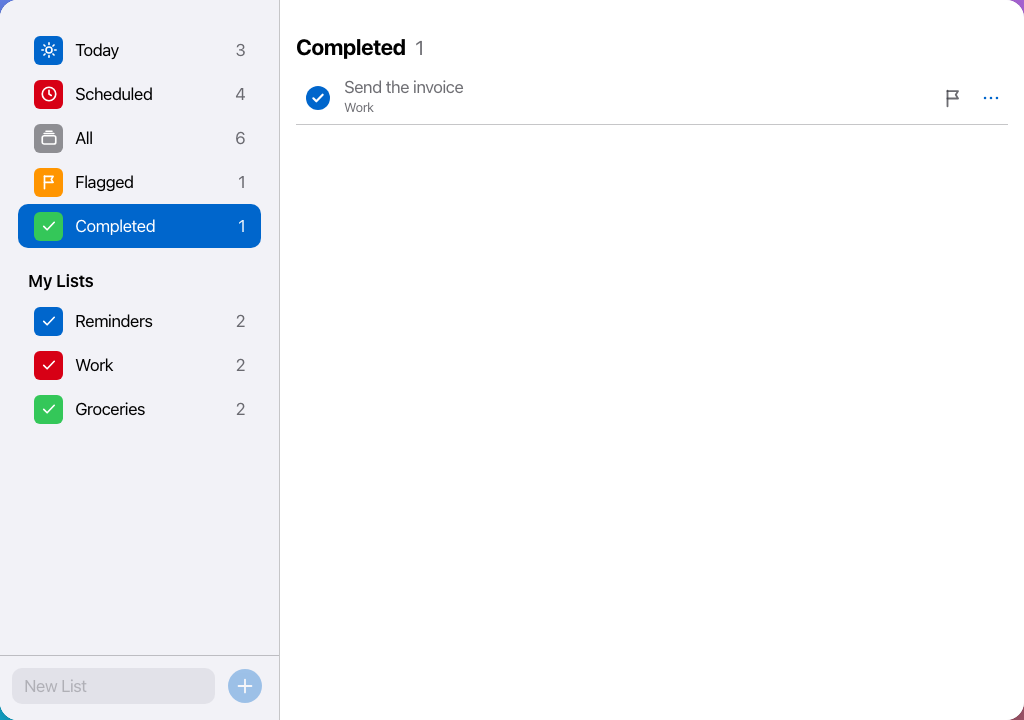 Today 3
Scheduled 4
All 6
Flagged 1
Completed 1
My Lists
Reminders 2
Work 2
Groceries 2
New List
Completed 1
Send the invoice
Work